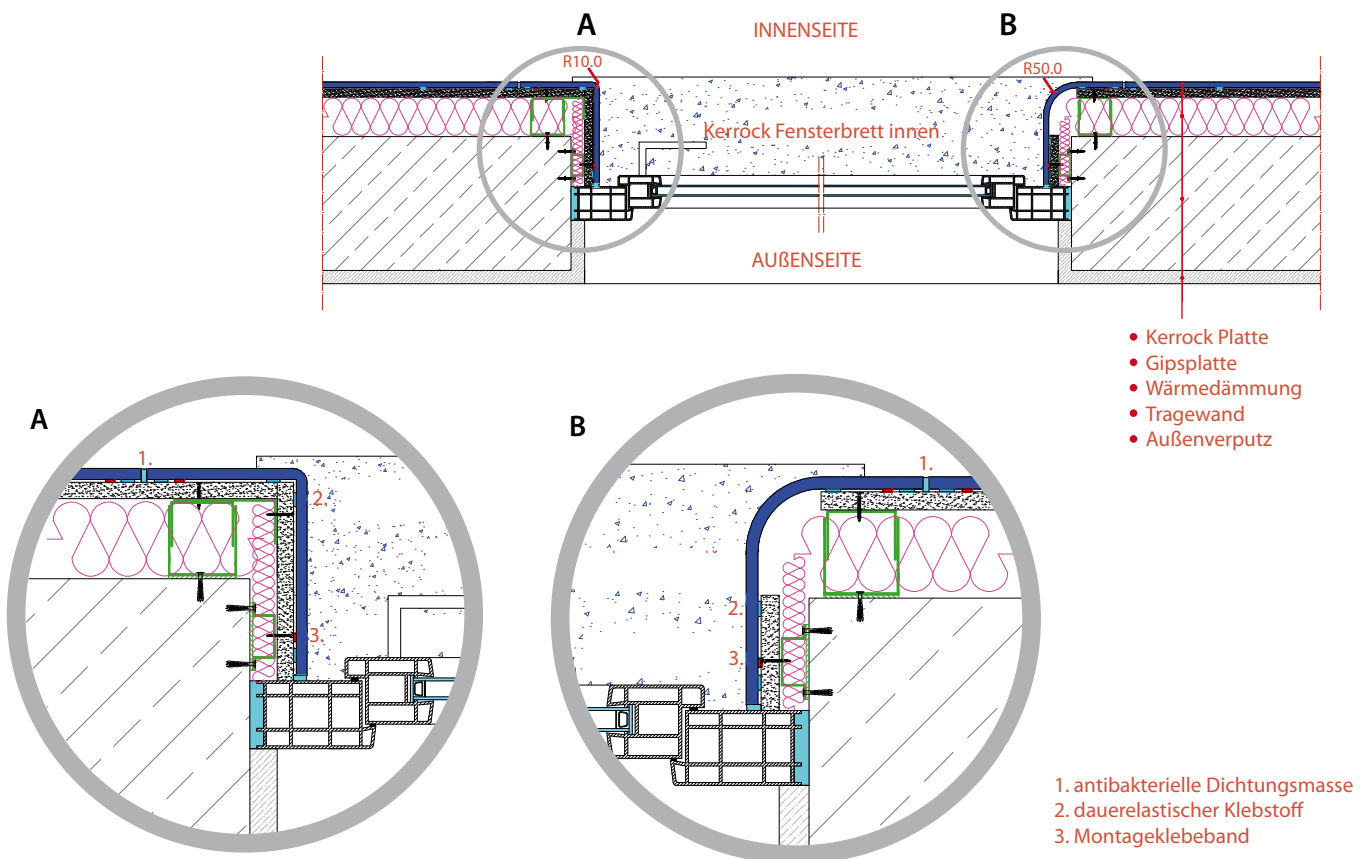 A
INNENSEITE
B
R10.0
R50.0
Kerrock Fensterbrett innen
AUßENSEITE
• Kerrock Platte
• Gipsplatte
• Wärmedämmung
• Tragewand
• Außenverputz
A
1.
2.
3.
B
1.
2.
3.
1. antibakterielle Dichtungsmasse
2. dauerelastischer Klebstoff
3. Montageklebeband